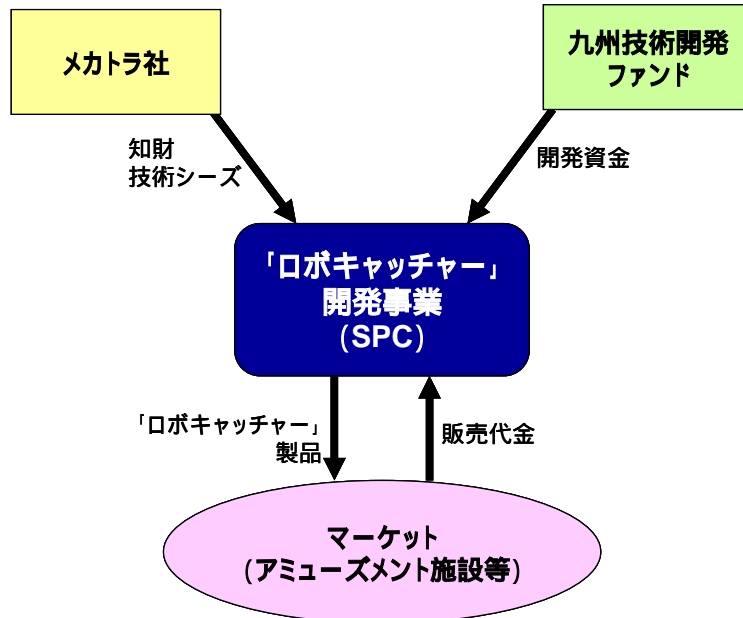 メカトラ社
九州技術開発
ファンド
知財
技術シーズ
開発資金
「ロボキャッチャー」
開発事業
(SPC)
「ロボキャッチャー」
製品
販売代金
マーケット
(アミューズメント施設等)